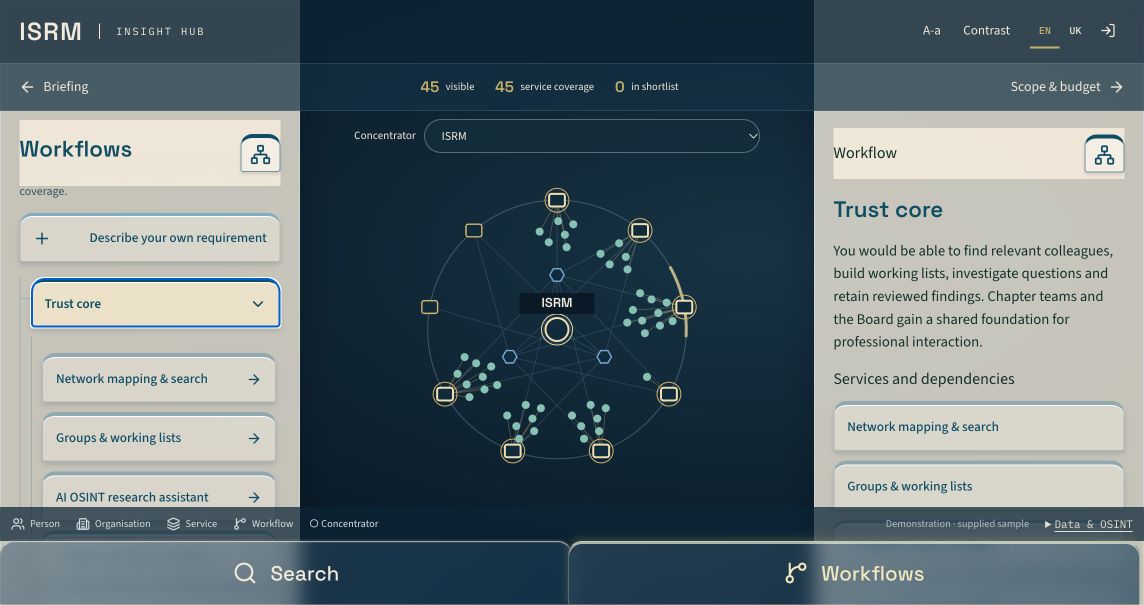 ISRM | INSIGHT HUB
A-a Contrast EN UK
Briefing
45 visible 45 service coverage 0 in shortlist
Scope & budget
Workflows
coverage.
Describe your own requirement
Trust core
Network mapping & search
Groups & working lists
AI OSINT research assistant
Concentrator ISRM
ISRM
Workflow
Trust core
You would be able to find relevant colleagues,
build working lists, investigate questions and
retain reviewed findings. Chapter teams and
the Board gain a shared foundation for
professional interaction.
Services and dependencies
Network mapping & search
Groups & working lists
Person Organisation Service Workflow Concentrator
Demonstration · supplied sample Data & OSINT
Search
Workflows